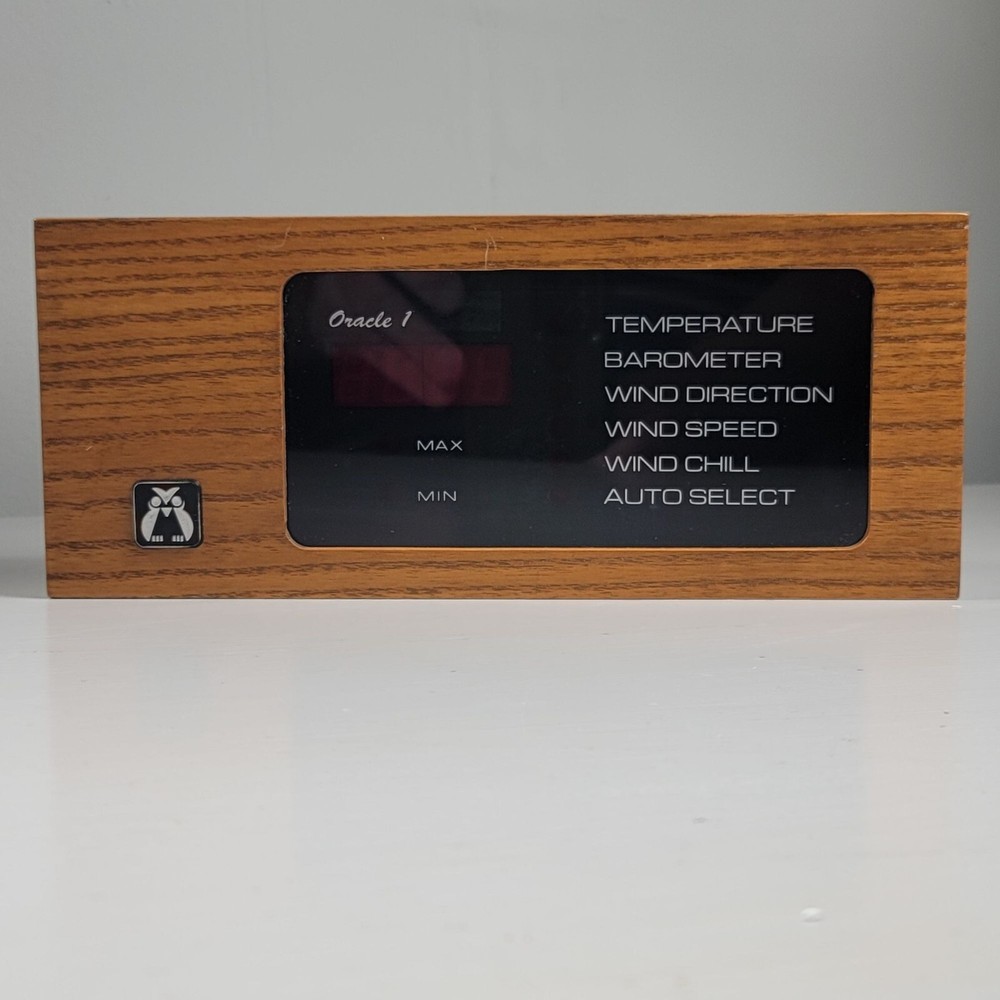 Oracle 1
MAX
MIN
TEMPERATURE
BAROMETER
WIND DIRECTION
WIND SPEED
WIND CHILL
AUTO SELECT